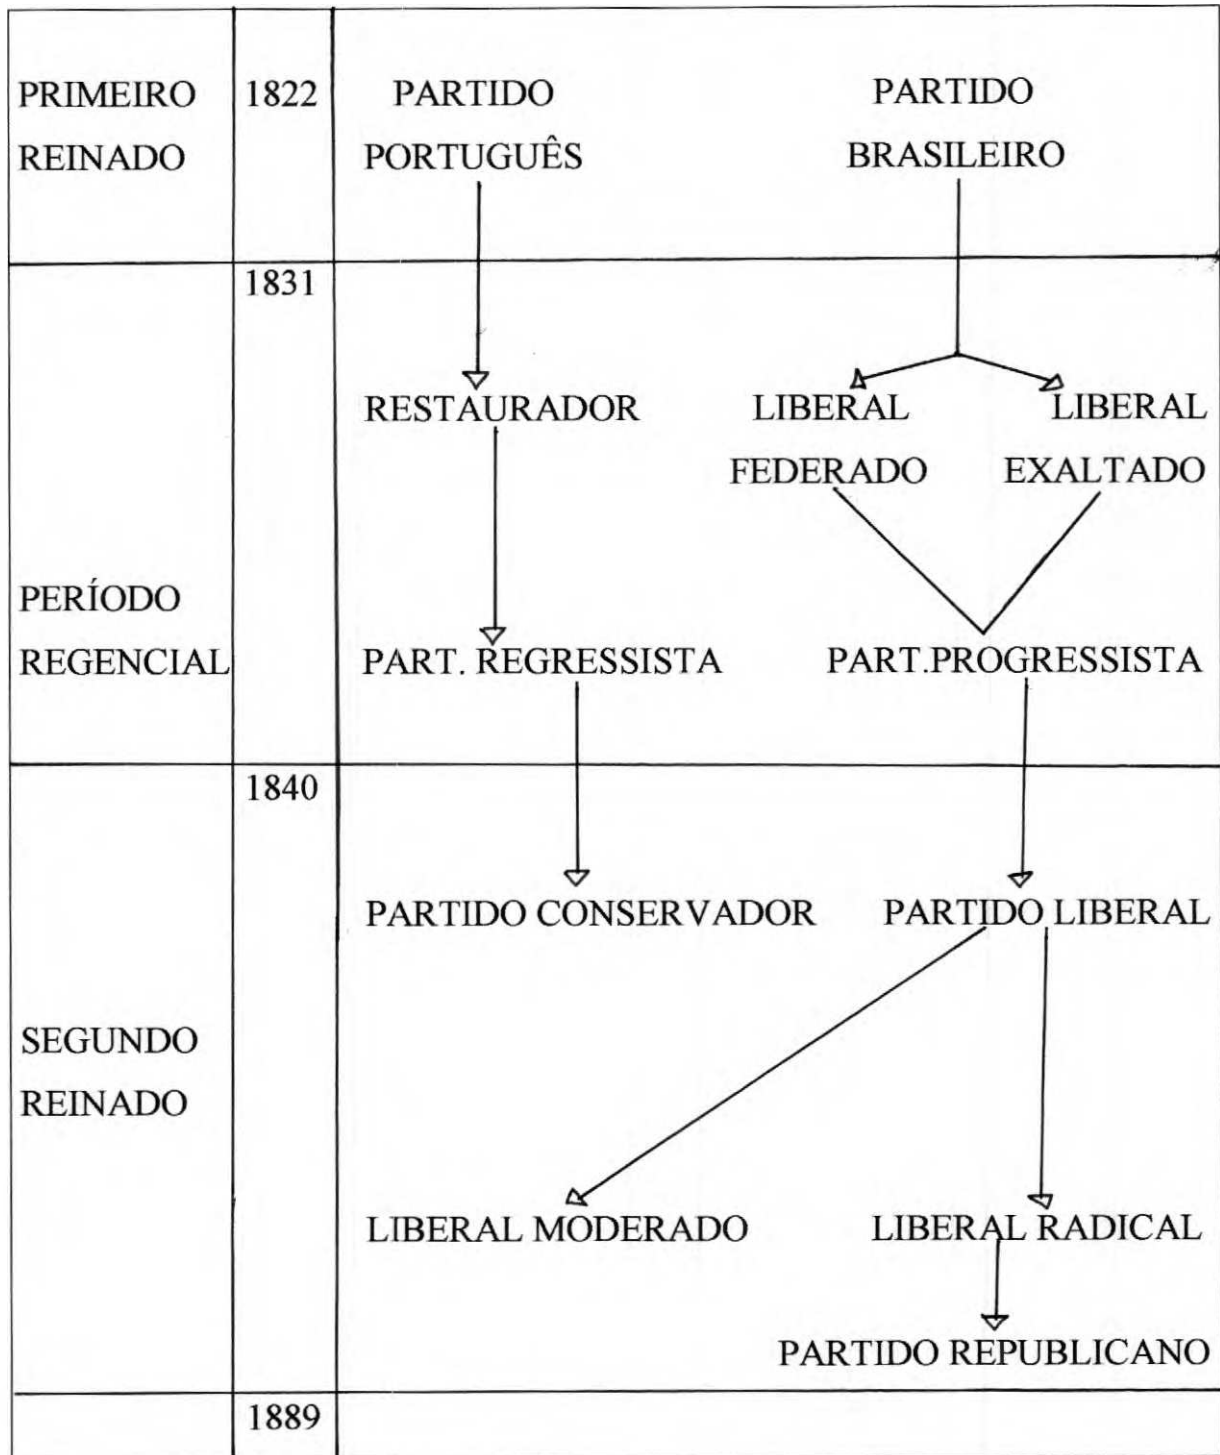 PRIMEIRO
REINADO
1822
PARTIDO
PORTUGUÊS
PARTIDO
BRASILEIRO
1831
RESTAURADOR
LIBERAL
FEDERADO
LIBERAL
EXALTADO
PERÍODO
REGENCIAL
PART. REGRESSISTA
PART.PROGRESSISTA
1840
PARTIDO CONSERVADOR
PARTIDO LIBERAL
SEGUNDO
REINADO
LIBERAL MODERADO
LIBERAL RADICAL
PARTIDO REPUBLICANO
1889